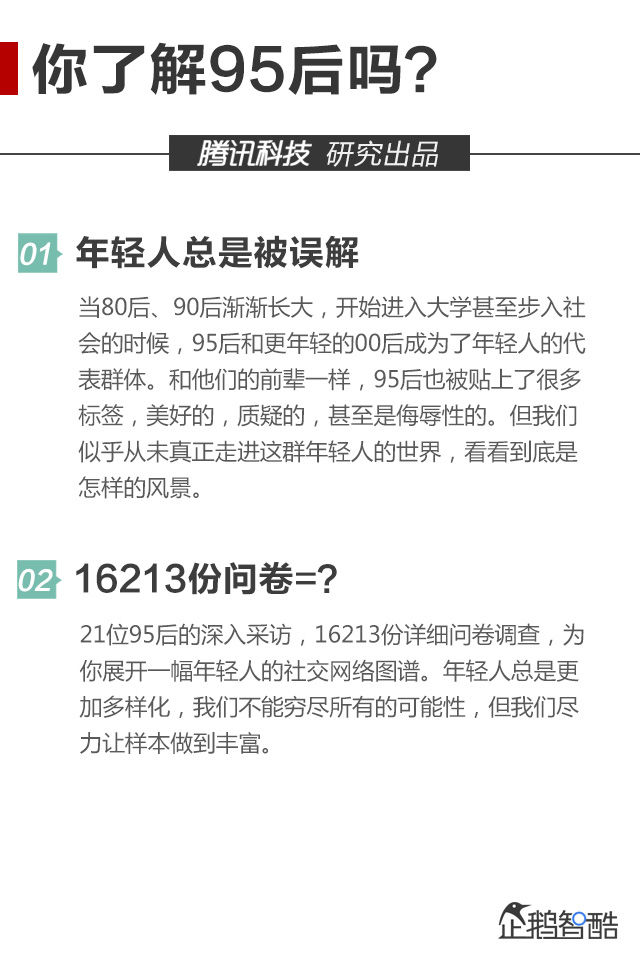 你了解95后吗？
腾讯科技 研究出品
01 年轻人总是被误解
当80后、90后渐渐长大，开始进入大学甚至步入社
会的时候，95后和更年轻的00后成为了年轻人的代
表群体。和他们的前辈一样，95后也被贴上了很多
标签，美好的，质疑的，甚至是侮辱性的。但我们
似乎从未真正走进这群年轻人的世界，看看到底是
怎样的风景。
02 16213份问卷=?
21位95后的深入采访，16213份详细问卷调查，为
你展开一幅年轻人的社交网络图谱。年轻人总是更
加多样化，我们不能穷尽所有的可能性，但我们尽
力让样本做到丰富。
企鹅智酷